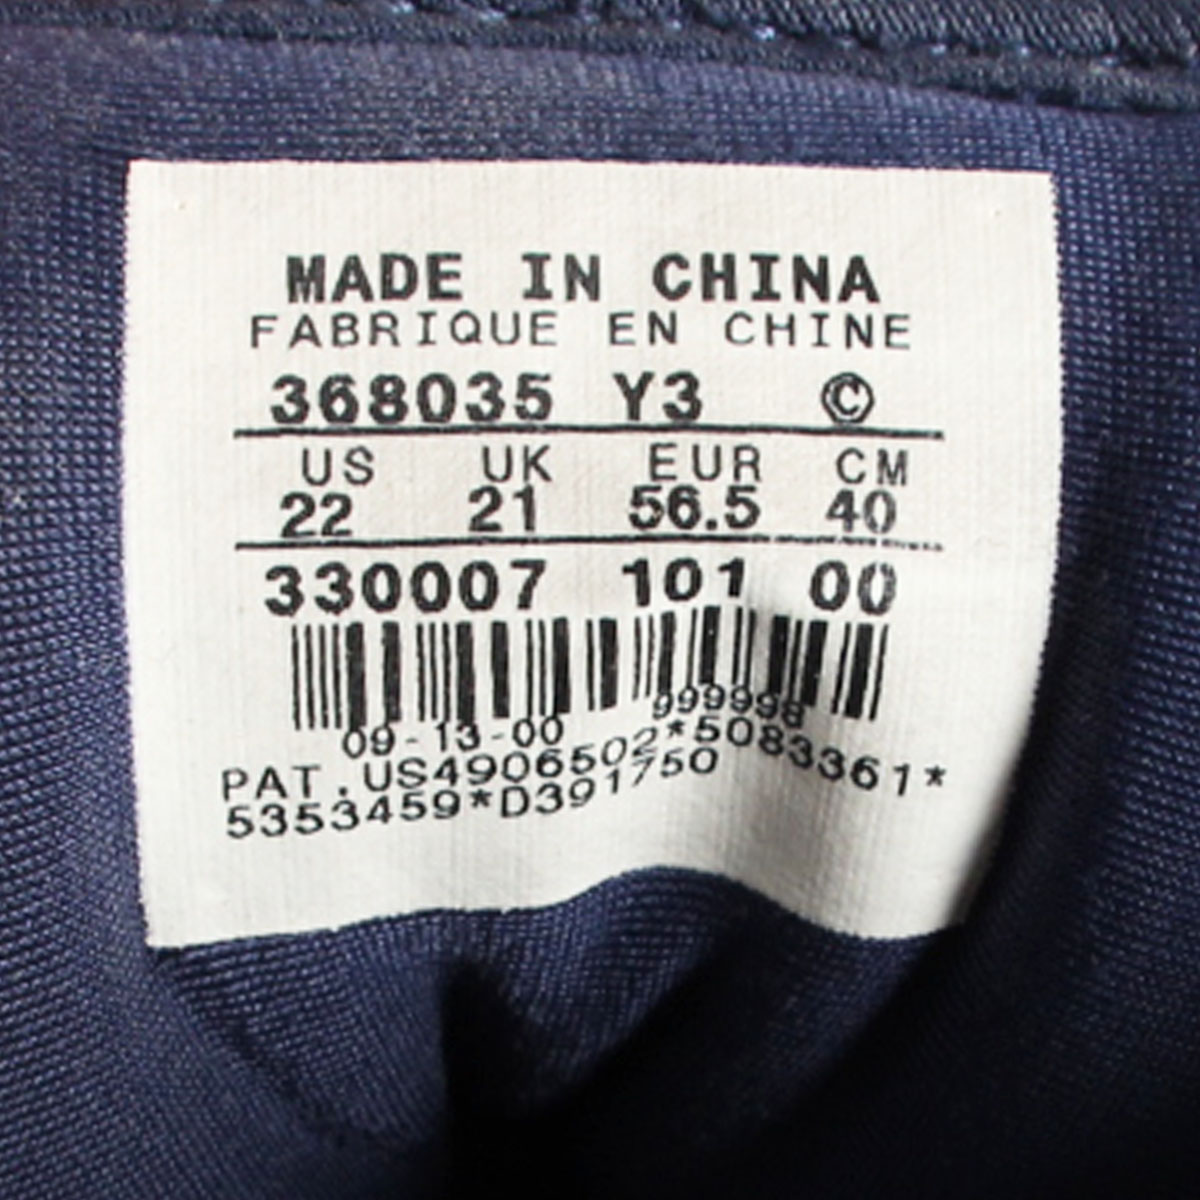 MADE IN CHINA
FABRIQUE EN CHINE
368035 Y3 ©
US UK EUR CM
22 21 56.5 40
330007 101 00
999998
09-13-00
PAT.US4906502*5083361*
5353459*D391750